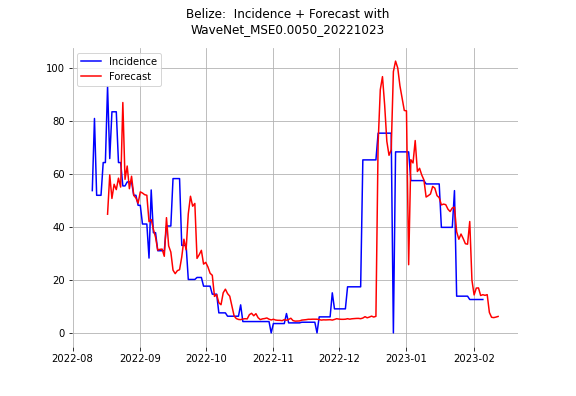 Belize:  Incidence + Forecast with
WaveNet_MSE0.0050_20221023
Incidence
Forecast
100
80
60
40
20
0
2022-08 2022-09 2022-10 2022-11 2022-12 2023-01 2023-02